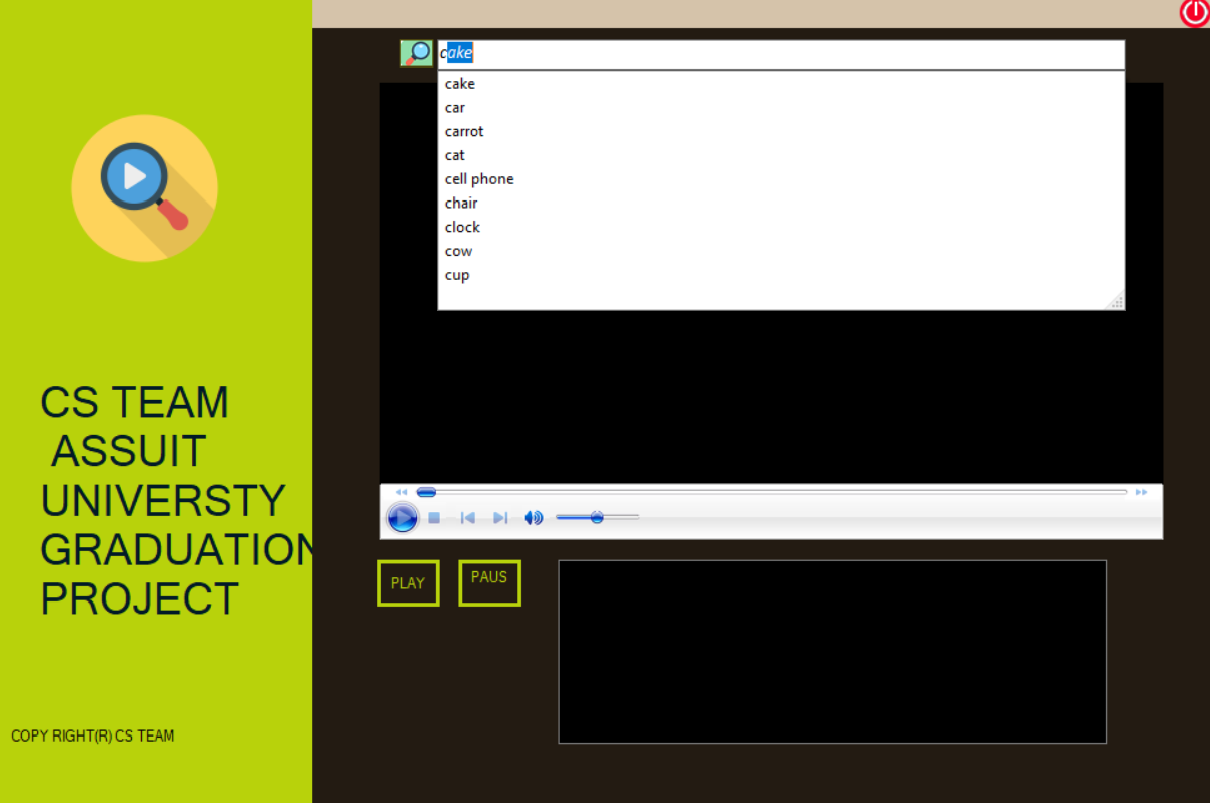 cake
cake
car
carrot
cat
cell phone
chair
clock
cow
cup
CS TEAM
ASSUIT
UNIVERSTY
GRADUATION
PROJECT
PLAY
PAUS
COPY RIGHT(R) CS TEAM